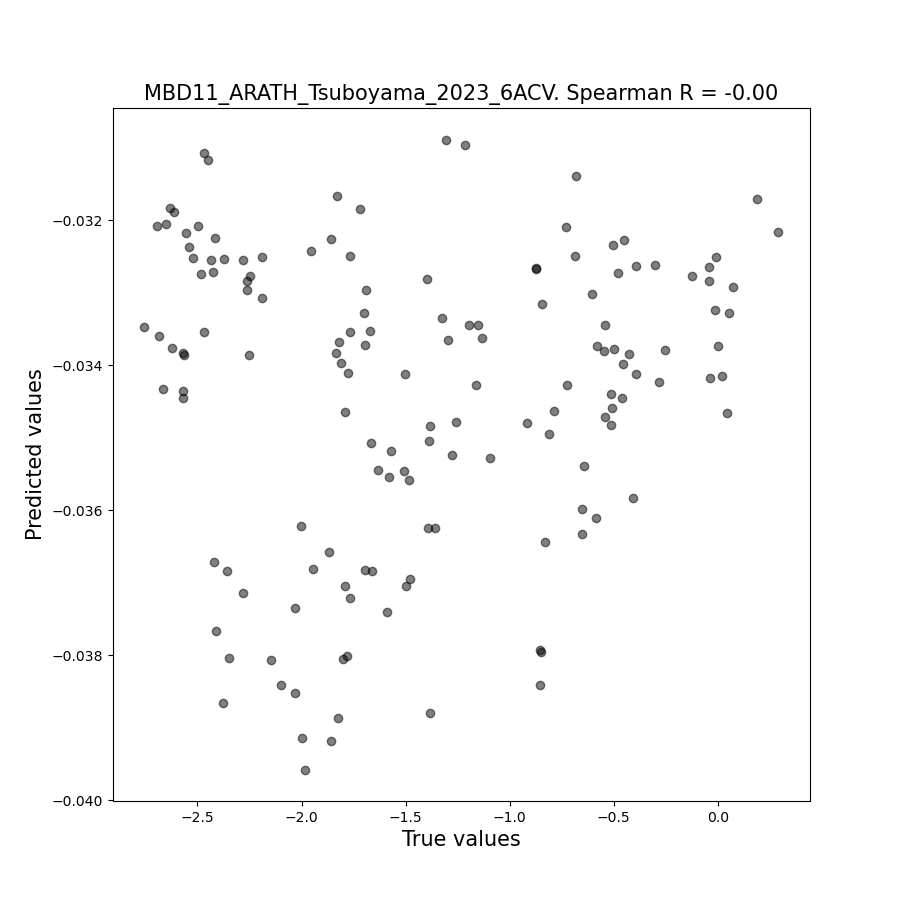 MBD11_ARATH_Tsuboyama_2023_6ACV. Spearman R = -0.00
Predicted values
−0.032
−0.034
−0.036
−0.038
−0.040
−2.5 −2.0 −1.5 −1.0 −0.5 0.0
True values